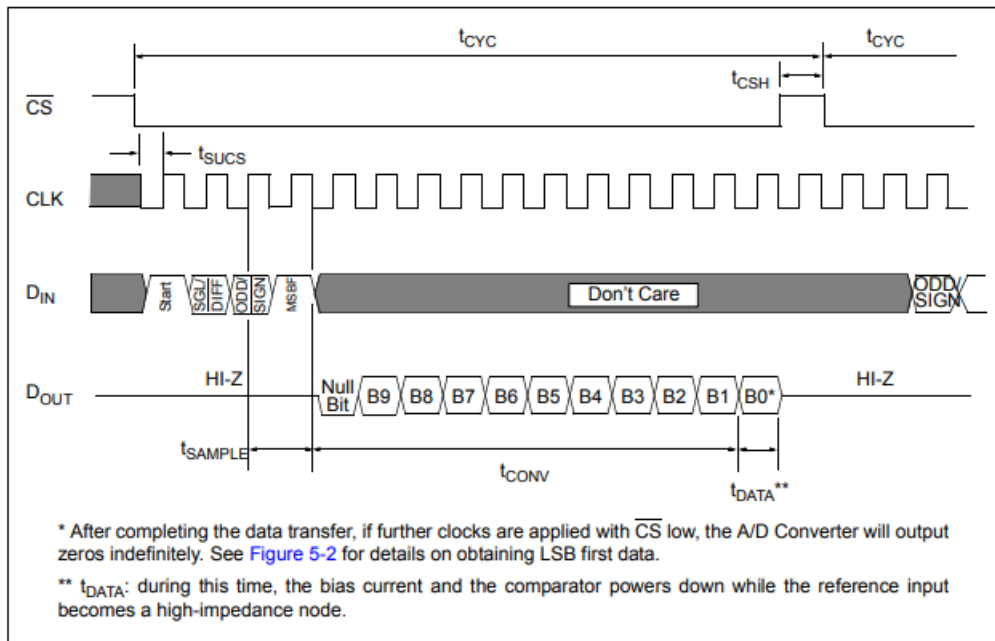 tCYC
tCYC
tCSH
CS
tSUCS
CLK
DIN
Start
SGL/
DIFF
ODD/
SIGN
MSBF
Don't Care
ODD/
SIGN
HI-Z
DOUT
Null
Bit
B9
B8
B7
B6
B5
B4
B3
B2
B1
B0*
HI-Z
tSAMPLE
tCONV
tDATA**
* After completing the data transfer, if further clocks are applied with CS low, the A/D Converter will output
zeros indefinitely. See Figure 5-2 for details on obtaining LSB first data.
** tDATA: during this time, the bias current and the comparator powers down while the reference input
becomes a high-impedance node.